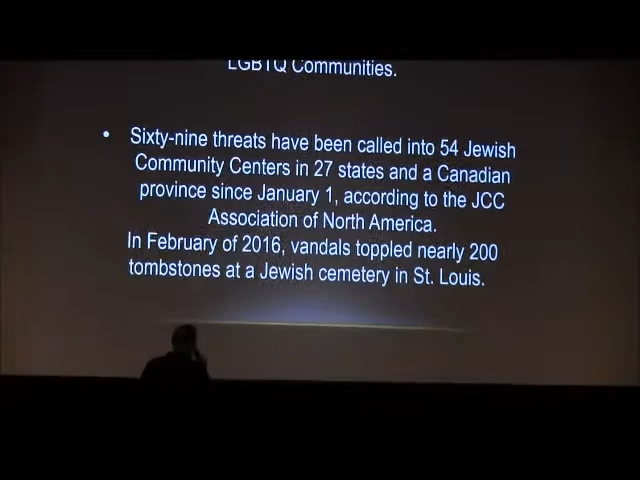 LGBTQ Communities.
• Sixty-nine threats have been called into 54 Jewish
Community Centers in 27 states and a Canadian
province since January 1, according to the JCC
Association of North America.
In February of 2016, vandals toppled nearly 200
tombstones at a Jewish cemetery in St. Louis.